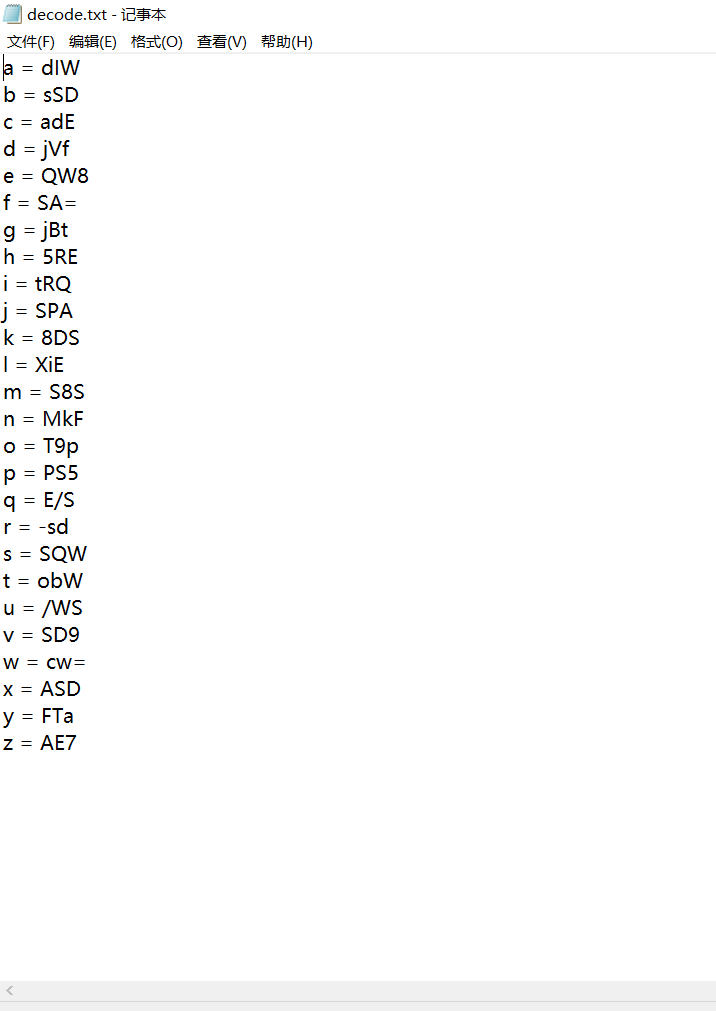 decode.txt - 记事本
文件(F) 编辑(E) 格式(O) 查看(V) 帮助(H)
a = dIW
b = sSD
c = adE
d = jVf
e = QW8
f = SA=
g = jBt
h = 5RE
i = tRQ
j = SPA
k = 8DS
l = XiE
m = S8S
n = MkF
o = T9p
p = PS5
q = E/S
r = -sd
s = SQW
t = obW
u = /WS
v = SD9
w = cw=
x = ASD
y = FTa
z = AE7